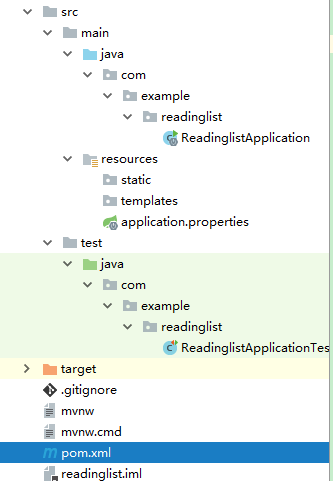 src
main
java
com
example
readinglist
ReadinglistApplication
resources
static
templates
application.properties
test
java
com
example
readinglist
ReadinglistApplicationTes
target
.gitignore
mvnw
mvnw.cmd
pom.xml
readinglist.iml